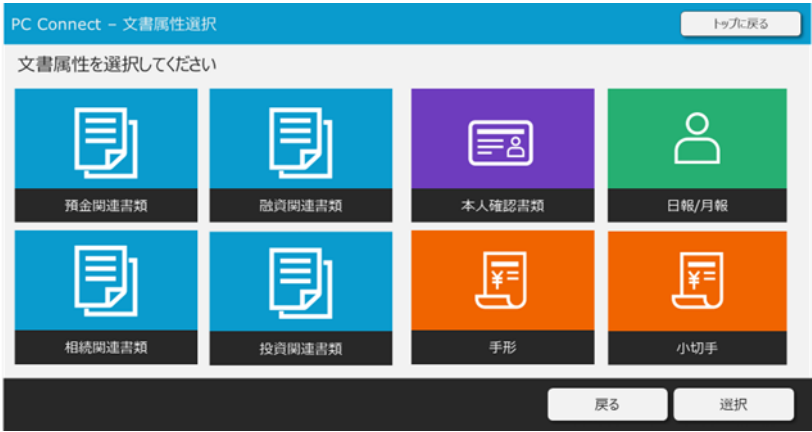 PC Connect – 文書属性選択
トップに戻る
文書属性を選択してください
預金関連書類
融資関連書類
本人確認書類
日報/月報
相続関連書類
投資関連書類
¥
手形
¥
小切手
戻る
選択